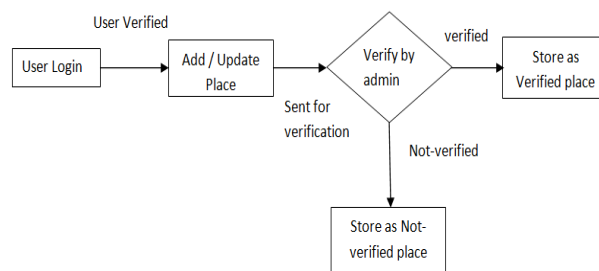 User Verified
User Login
Add / Update
Place
Sent for
verification
Verify by
admin
verified
Store as
Verified place
Not-verified
Store as Not-
verified place